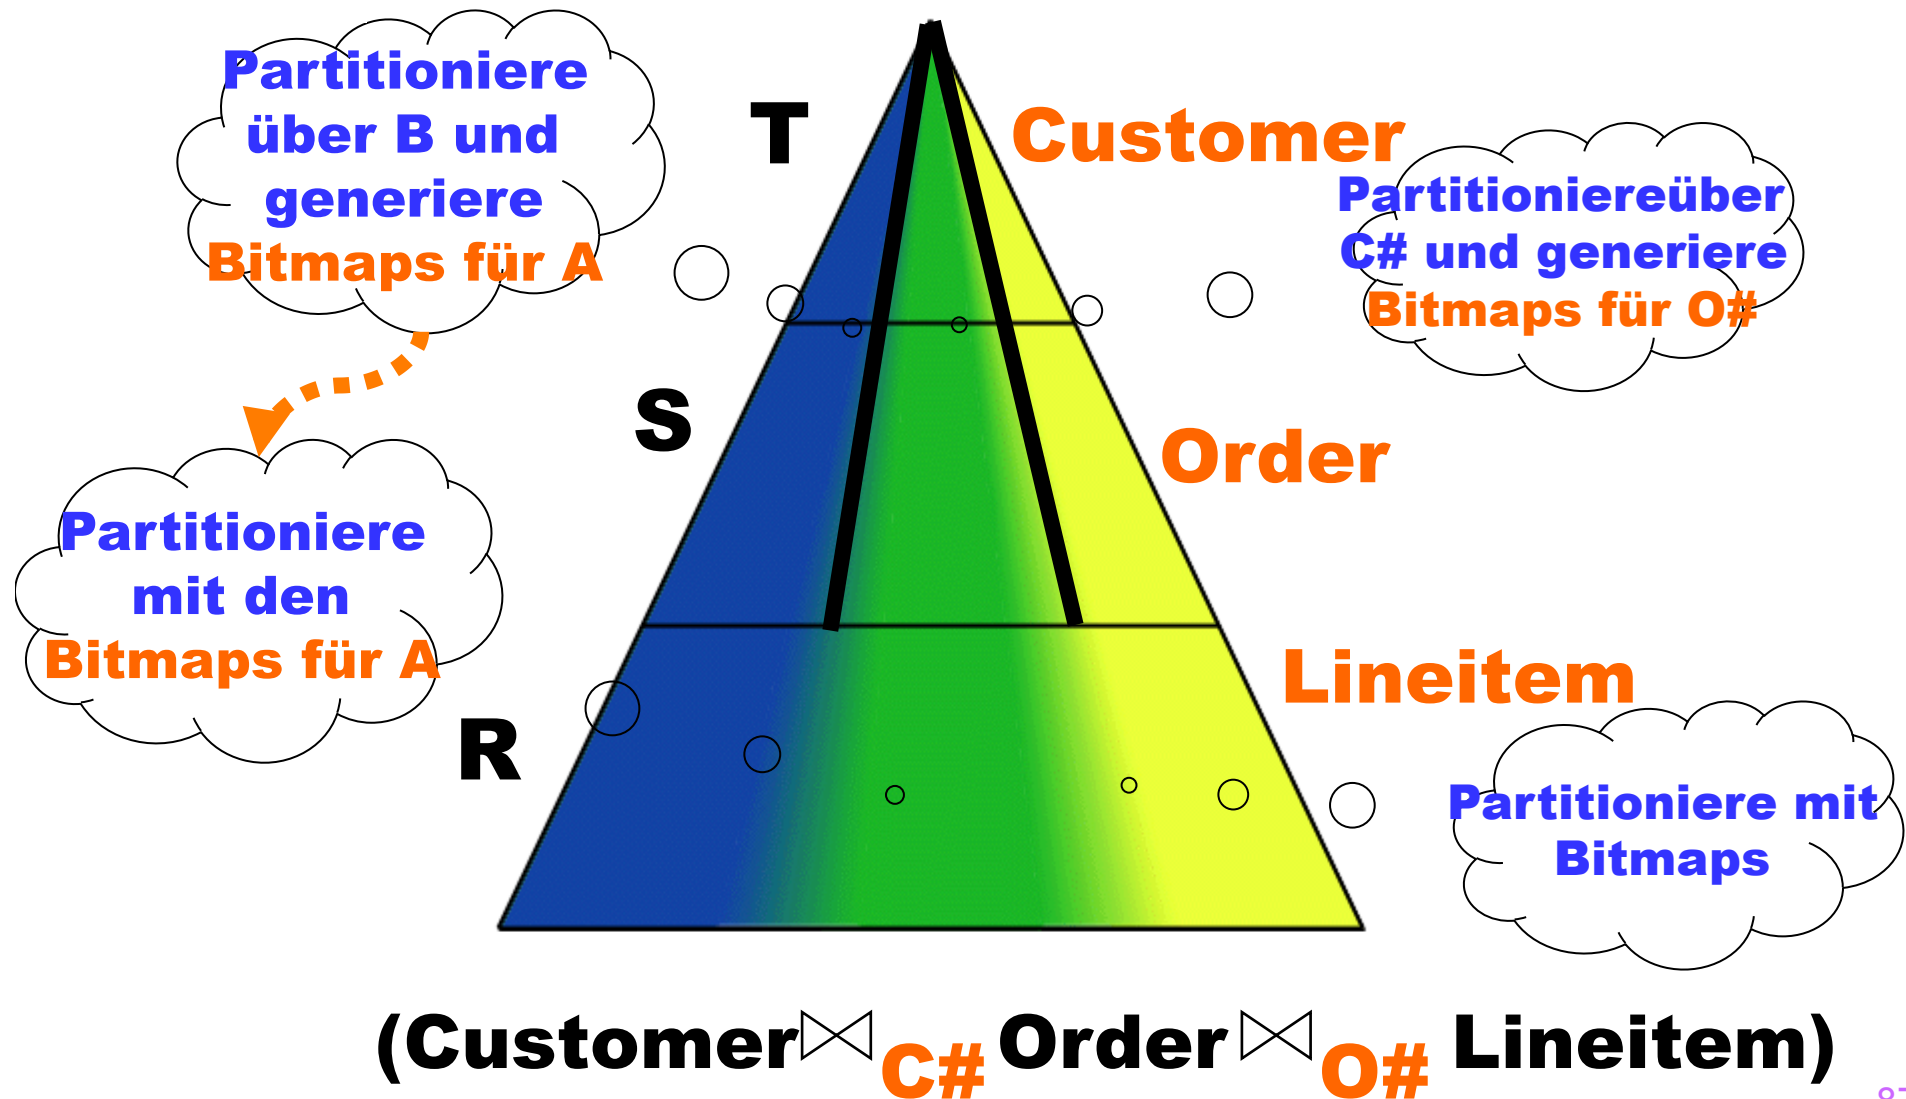 Partitioniere
über B und
generiere
Bitmaps für A
T
Customer
Partitioniereüber
C# und generiere
Bitmaps für O#
S
Order
Partitioniere
mit den
Bitmaps für A
R
Lineitem
Partitioniere mit
Bitmaps
(Customer⋈C# Order⋈O# Lineitem)